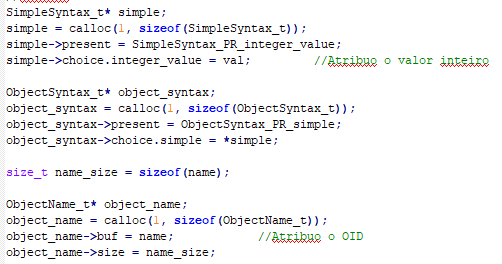 SimpleSyntax_t* simple;
simple = calloc(1, sizeof(SimpleSyntax_t));
simple->present = SimpleSyntax_PR_integer_value;
simple->choice.integer_value = val; //Atribuo o valor inteiro
ObjectSyntax_t* object_syntax;
object_syntax = calloc(1, sizeof(ObjectSyntax_t));
object_syntax->present = ObjectSyntax_PR_simple;
object_syntax->choice.simple = *simple;
size_t name_size = sizeof(name);
ObjectName_t* object_name;
object_name = calloc(1, sizeof(ObjectName_t));
object_name->buf = name; //Atribuo o OID
object_name->size = name_size;